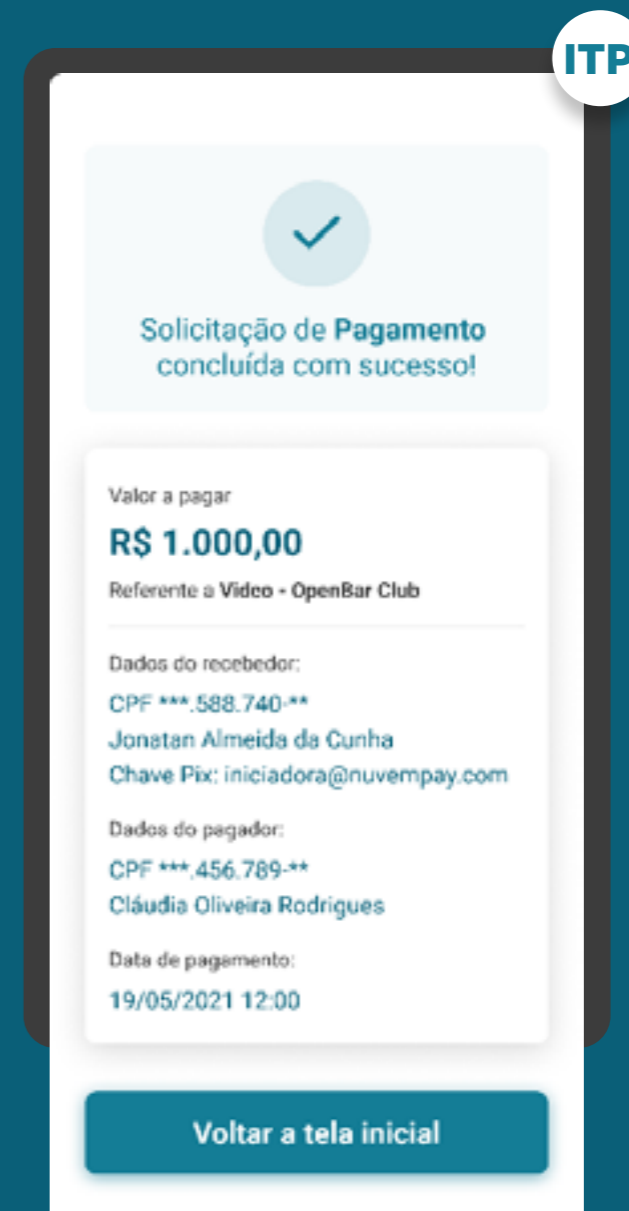 ITP
Solicitação de Pagamento
concluída com sucesso!
Valor a pagar
R$ 1.000,00
Referente a Video - OpenBar Club
Dados do recebedor:
CPF ***.588.740-**
Jonatan Almeida da Cunha
Chave Pix: iniciadora@nuvempay.com
Dados do pagador:
CPF ***.456.789-**
Cláudia Oliveira Rodrigues
Data de pagamento:
19/05/2021 12:00
Voltar a tela inicial